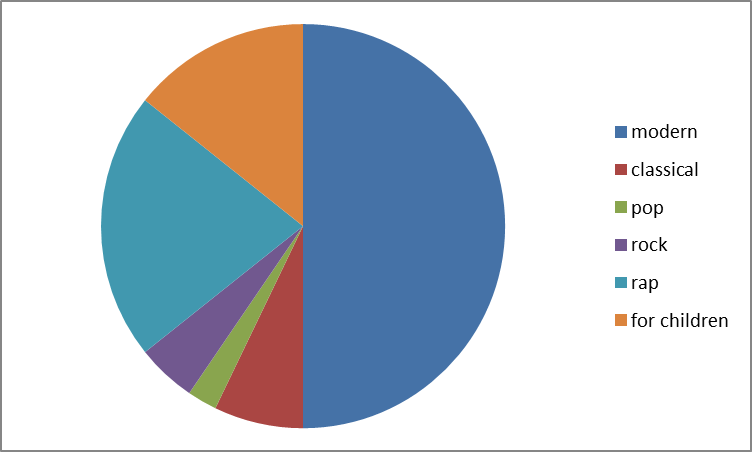 modern
classical
pop
rock
rap
for children